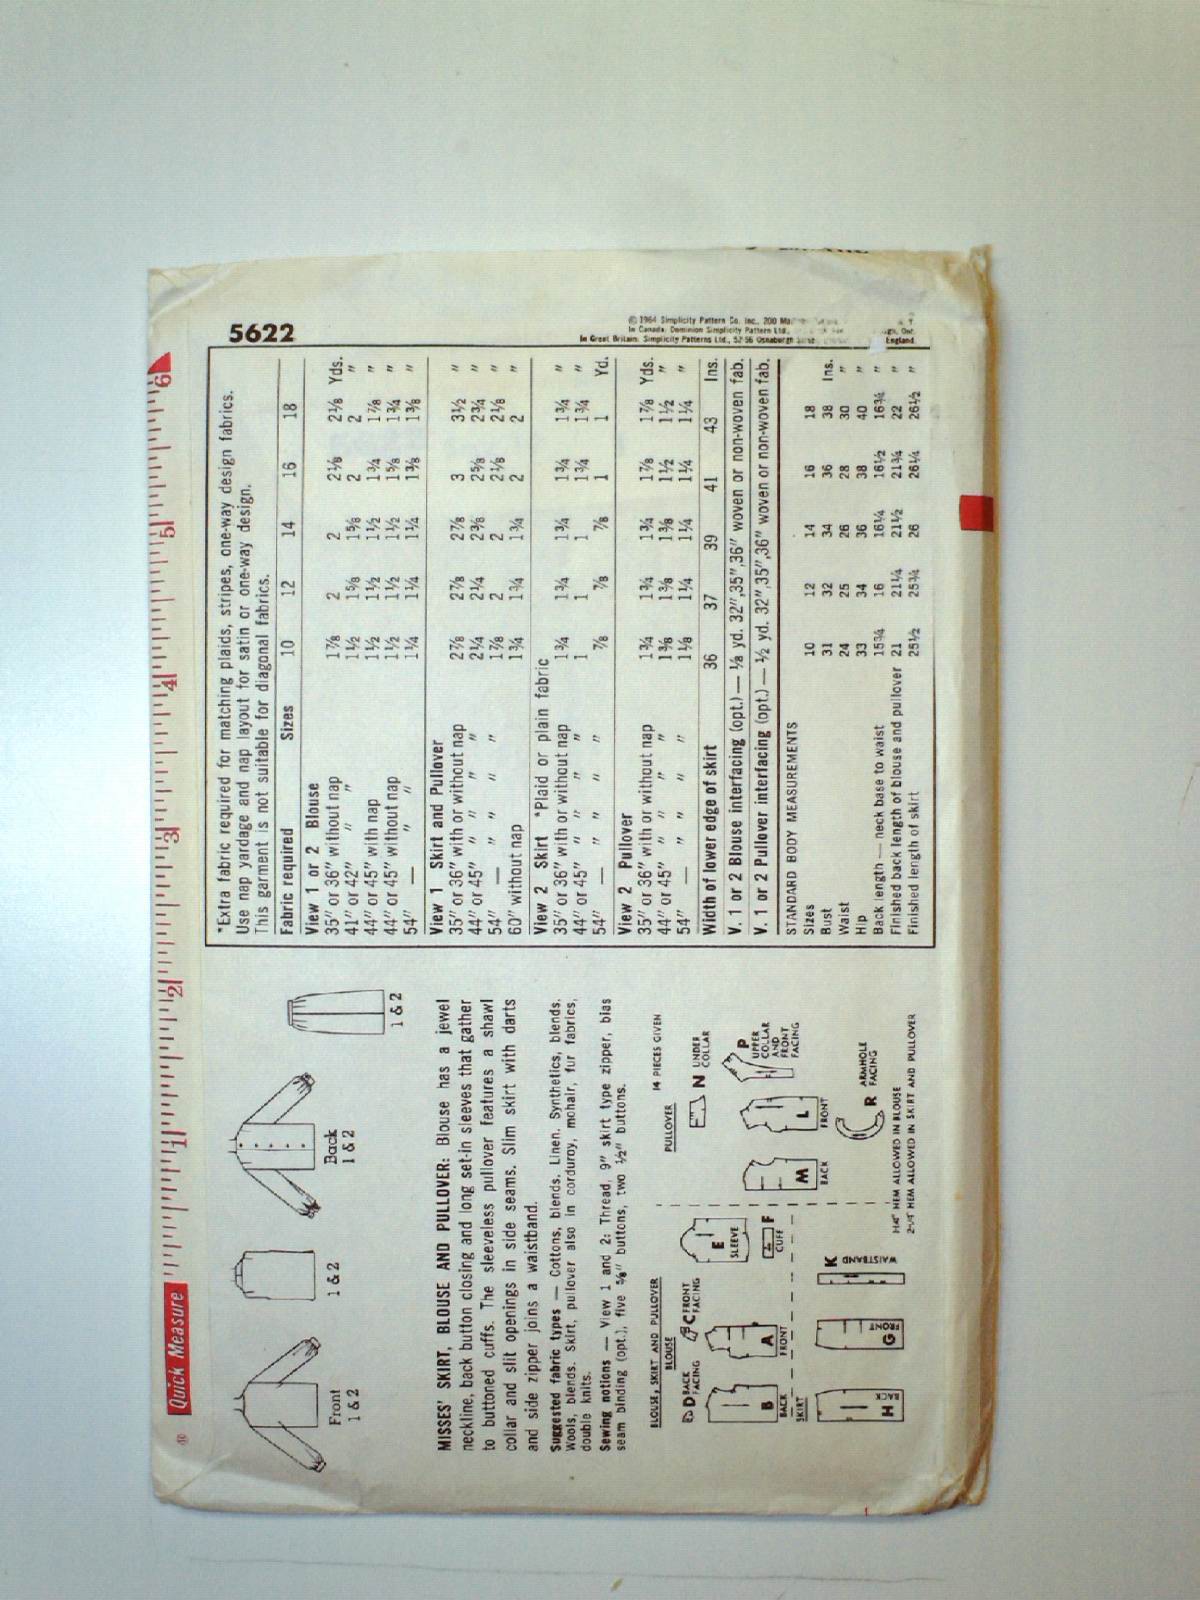 Quick Measure 1 2 3 4 5 6
Front
1 & 2
1 & 2
Back
1 & 2
1 & 2
MISSES' SKIRT, BLOUSE AND PULLOVER: Blouse has a jewel
neckline, back button closing and long set-in sleeves that gather
to buttoned cuffs. The sleeveless pullover features a shawl
collar and slit openings in side seams. Slim skirt with darts
and side zipper joins a waistband.
Suggested fabric types — Cottons, blends. Linen. Synthetics, blends.
Wools, blends. Skirt, pullover also in corduroy, mohair, fur fabrics,
double knits.
Sewing notions — View 1 and 2: Thread, 9" skirt type zipper, bias
seam binding (opt.), five ⅝" buttons, two ½" buttons.
BLOUSE, SKIRT AND PULLOVER
14 PIECES GIVEN
BLOUSE
D BACK FACING
C FRONT FACING
B BACK
A FRONT
E SLEEVE
F CUFF
SKIRT
H BACK
G FRONT
K WAISTBAND
PULLOVER
N UNDER COLLAR
P UPPER COLLAR AND FRONT FACING
M BACK
L FRONT
R ARMHOLE FACING
1¼" HEM ALLOWED IN BLOUSE
2¼" HEM ALLOWED IN SKIRT AND PULLOVER
5622
© 1964 Simplicity Pattern Co. Inc., 200
In Canada: Dominion Simplicity Pattern Ltd., Ont.
In Great Britain: Simplicity Patterns Ltd., 52-56 Osnaburgh England
*Extra fabric required for matching plaids, stripes, one-way design fabrics.
Use nap yardage and nap layout for satin or one-way design.
This garment is not suitable for diagonal fabrics.
Fabric required Sizes 10 12 14 16 18
View 1 or 2 Blouse
35" or 36" without nap 1⅞ 2 2 2⅛ 2⅛ Yds.
41" or 42" " " 1½ 1⅝ 1⅝ 2 2 "
44" or 45" with nap 1½ 1½ 1½ 1¾ 1⅞ "
44" or 45" without nap 1½ 1½ 1½ 1⅝ 1¾ "
54" — " 1¼ 1¼ 1¼ 1⅜ 1⅜ "
View 1 Skirt and Pullover
35" or 36" with or without nap 2⅞ 2⅞ 2⅞ 3 3½ "
44" or 45" " " " 2¼ 2¼ 2⅜ 2⅝ 2¾ "
54" — " " 1⅞ 2 2 2⅛ 2⅛ "
60" without nap 1¾ 1¾ 1¾ 2 2 "
View 2 Skirt *Plaid or plain fabric
35" or 36" with or without nap 1¾ 1¾ 1¾ 1¾ 1¾ "
44" or 45" " " " 1 1 1 1¾ 1¾ "
54" — " " ⅞ ⅞ ⅞ 1 1 Yd.
View 2 Pullover
35" or 36" with or without nap 1¾ 1¾ 1¾ 1⅞ 1⅞ Yds.
44" or 45" " " " 1⅜ 1⅜ 1⅜ 1½ 1½ "
54" — " " 1⅛ 1¼ 1¼ 1¼ 1¼ "
Width of lower edge of skirt 36 37 39 41 43 Ins.
V. 1 or 2 Blouse interfacing (opt.) — ⅛ yd. 32",35",36" woven or non-woven fab.
V. 1 or 2 Pullover interfacing (opt.) — ½ yd. 32",35",36" woven or non-woven fab.
STANDARD BODY MEASUREMENTS
Sizes 10 12 14 16 18
Bust 31 32 34 36 38 Ins.
Waist 24 25 26 28 30 "
Hip 33 34 36 38 40 "
Back length — neck base to waist 15¾ 16 16¼ 16½ 16¾ "
Finished back length of blouse and pullover 21 21¼ 21½ 21¾ 22 "
Finished length of skirt 25½ 25¾ 26 26¼ 26½ "